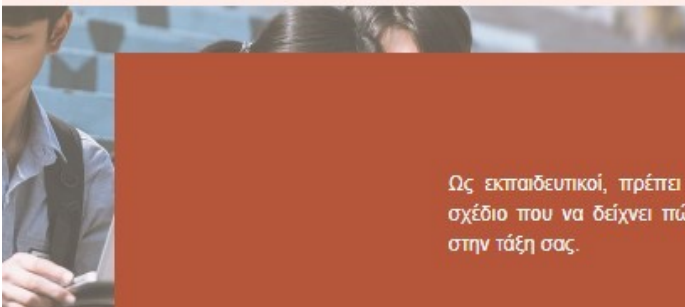 Ως εκπαιδευτικοί, πρέπει
σχέδιο που να δείχνει
στην τάξη σας.